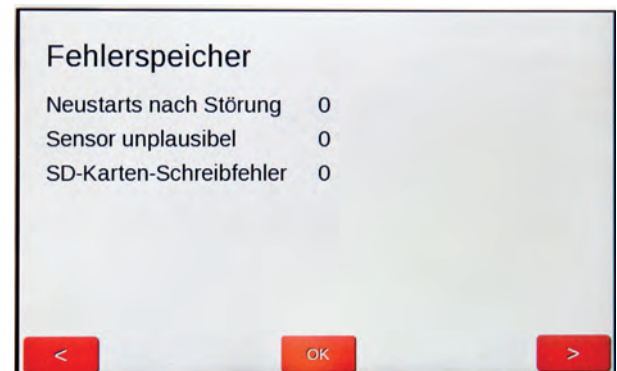 Fehlerspeicher
Neustarts nach Störung 0
Sensor unplausibel 0
SD-Karten-Schreibfehler 0
< OK >